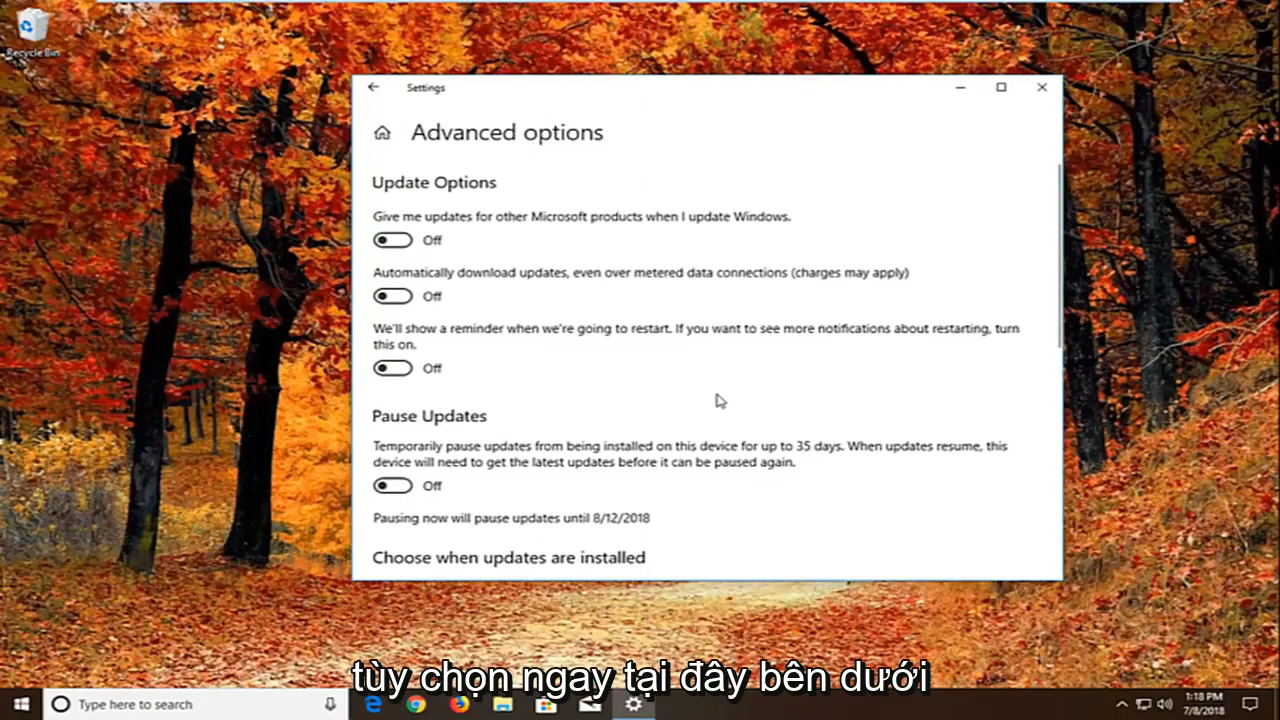 Recycle Bin
Settings
Advanced options
Update Options
Give me updates for other Microsoft products when I update Windows.
Off
Automatically download updates, even over metered data connections (charges may apply)
Off
We'll show a reminder when we're going to restart. If you want to see more notifications about restarting, turn
this on.
Off
Pause Updates
Temporarily pause updates from being installed on this device for up to 35 days. When updates resume, this
device will need to get the latest updates before it can be paused again.
Off
Pausing now will pause updates until 8/12/2018
Choose when updates are installed
tùy chọn ngay tại đây bên dưới
Type here to search
1:18 PM
7/8/2018